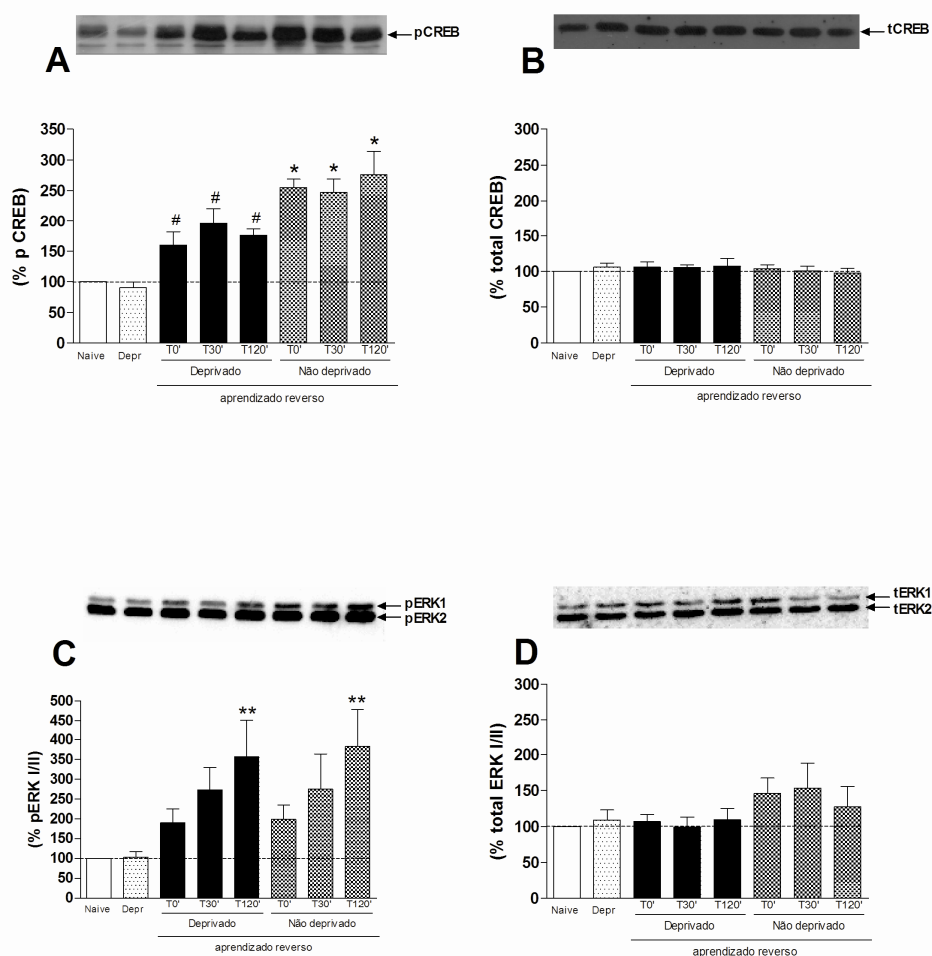 pCREB
A
(% p CREB)
350
300
250
200
150
100
50
0
# # # * * *
Naive Depr T0' T30' T120' T0' T30' T120'
Deprivado Não deprivado
aprendizado reverso
tCREB
B
(% total CREB)
300
250
200
150
100
50
0
Naive Depr T0' T30' T120' T0' T30' T120'
Deprivado Não deprivado
aprendizado reverso
pERK1
pERK2
C
(% pERK I/II)
500
450
400
350
300
250
200
150
100
50
0
** **
Naive Depr T0' T30' T120' T0' T30' T120'
Deprivado Não deprivado
aprendizado reverso
tERK1
tERK2
D
(% total ERK I/II)
300
250
200
150
100
50
0
Naive Depr T0' T30' T120' T0' T30' T120'
Deprivado Não deprivado
aprendizado reverso